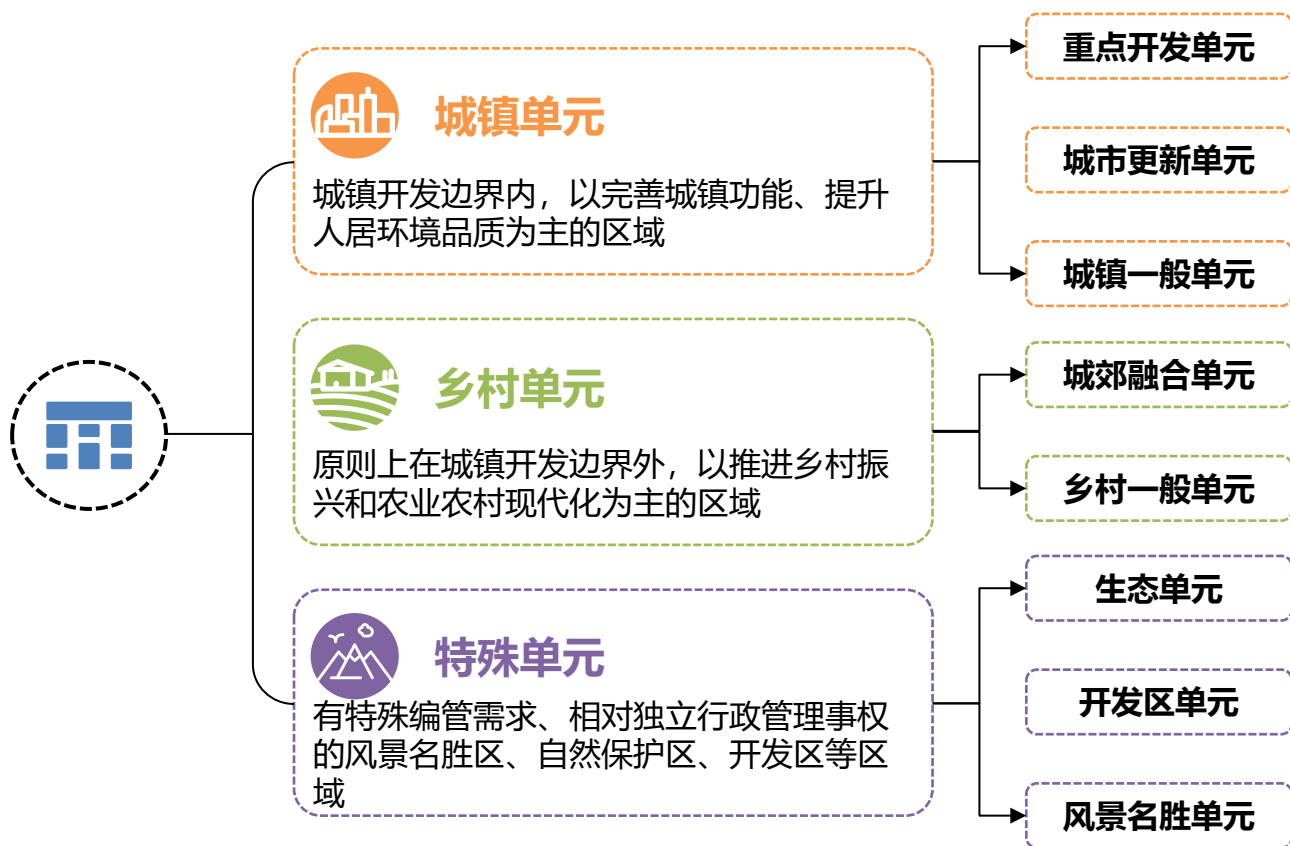 城镇单元
城镇开发边界内，以完善城镇功能、提升
人居环境品质为主的区域
重点开发单元
城市更新单元
城镇一般单元
乡村单元
原则上在城镇开发边界外，以推进乡村振
兴和农业农村现代化为主的区域
城郊融合单元
乡村一般单元
特殊单元
有特殊编管需求、相对独立行政管理事权
的风景名胜区、自然保护区、开发区等区
域
生态单元
开发区单元
风景名胜单元